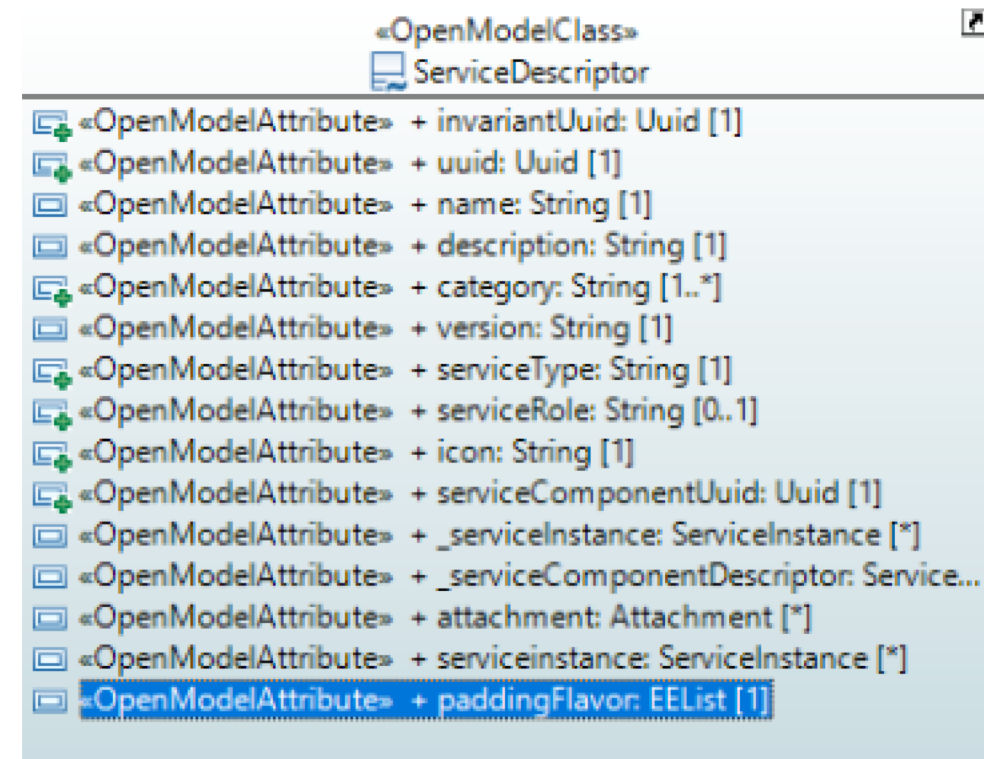 «OpenModelClass»
ServiceDescriptor
«OpenModelAttribute» + invariantUuid: Uuid [1]
«OpenModelAttribute» + uuid: Uuid [1]
«OpenModelAttribute» + name: String [1]
«OpenModelAttribute» + description: String [1]
«OpenModelAttribute» + category: String [1..*]
«OpenModelAttribute» + version: String [1]
«OpenModelAttribute» + serviceType: String [1]
«OpenModelAttribute» + serviceRole: String [0..1]
«OpenModelAttribute» + icon: String [1]
«OpenModelAttribute» + serviceComponentUuid: Uuid [1]
«OpenModelAttribute» + _serviceInstance: ServiceInstance [*]
«OpenModelAttribute» + _serviceComponentDescriptor: Service...
«OpenModelAttribute» + attachment: Attachment [*]
«OpenModelAttribute» + serviceinstance: ServiceInstance [*]
«OpenModelAttribute» + paddingFlavor: EEList [1]